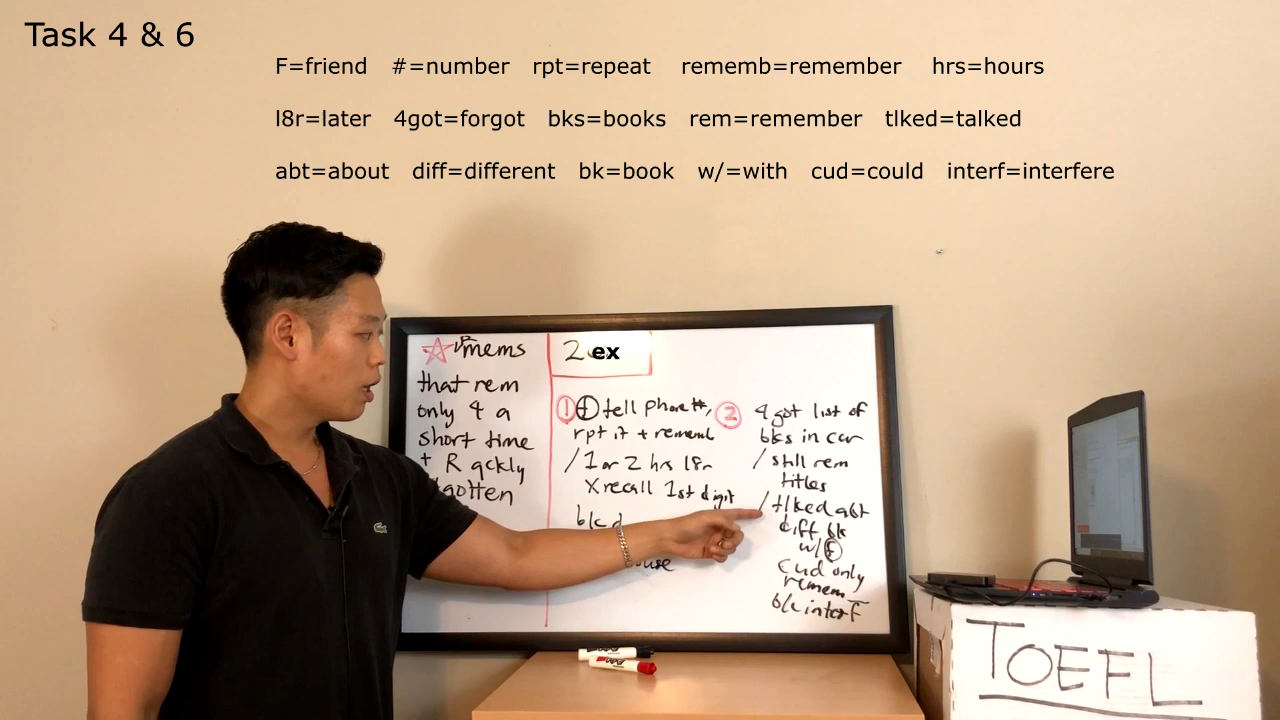 Task 4 & 6
F=friend #=number rpt=repeat rememb=remember hrs=hours
l8r=later 4got=forgot bks=books rem=remember tlked=talked
abt=about diff=different bk=book w/=with cud=could interf=interfere
mems
that rem
only 4 a
short time
+ R qckly
gotten
2 ex
1 F tell phone #,
rpt it + rememb
/ 1 or 2 hrs l8r
X recall 1st digit
b/c
2 4got list of
bks in car
/ still rem
titles
/ tlked abt
diff bk
w/ F
cud only
remem
b/c interf
TOEFL